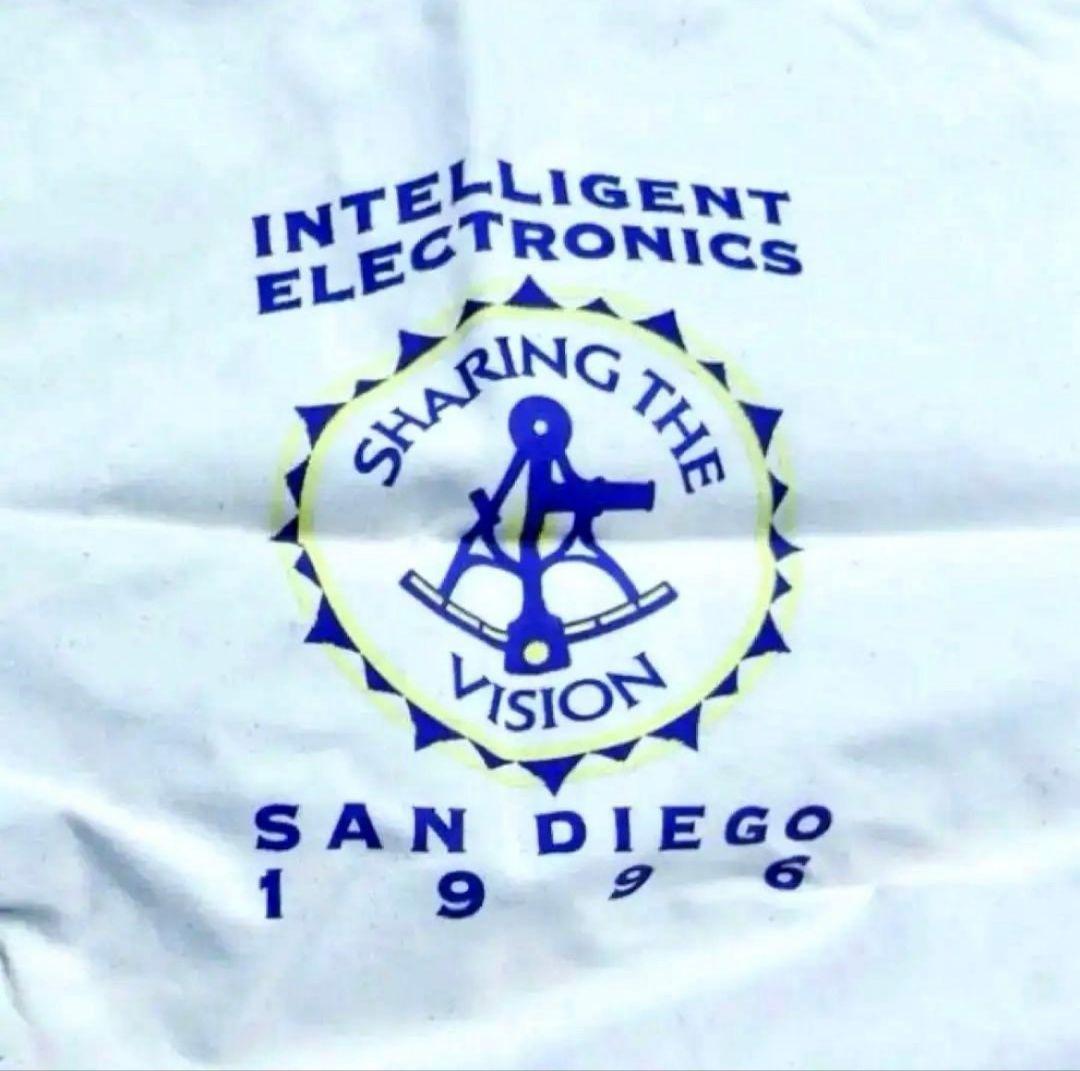 INTELLIGENT
ELECTRONICS
SHARING THE
VISION
SAN DIEGO
1996